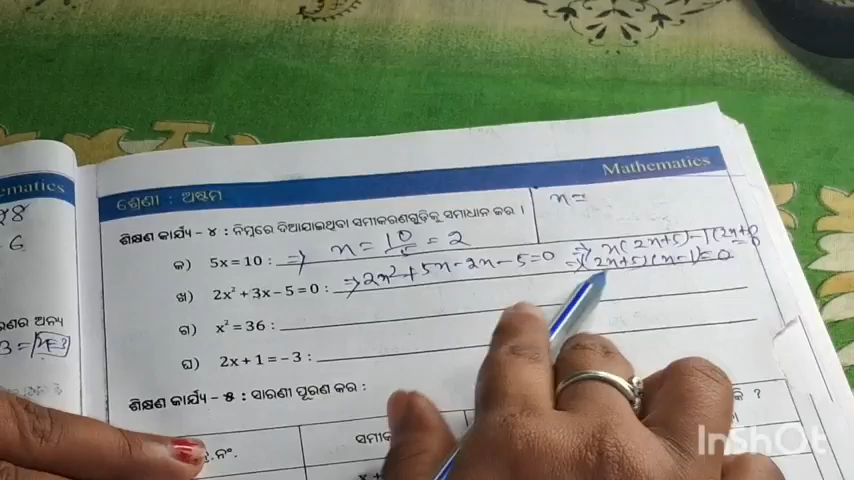 Mathematics
ematics
ଶ୍ରେଣୀ : ଅଷ୍ଟମ
ଶିକ୍ଷଣ କାର୍ଯ୍ୟ - ୪ : ନିମ୍ନରେ ଦିଆଯାଇଥିବା ସମୀକରଣଗୁଡ଼ିକୁ ସମାଧାନ କର ।
x =
କ) 5x = 10 : ⇒ x = 10/5 = 2
ଖ) 2x² + 3x - 5 = 0 : ⇒ 2x² + 5x - 2x - 5 = 0 ⇒ x(2x+5) - 1(2x+5) = 0
⇒ (2x+5)(x-1) = 0
ଗ) x² = 36 :
ଘ) 2x + 1 = -3 :
ଶିକ୍ଷଣ କାର୍ଯ୍ୟ - ୫ : ସାରଣୀ ପୂରଣ କର :
କି ?
ନଂ.
ସମୀକ
InShOt